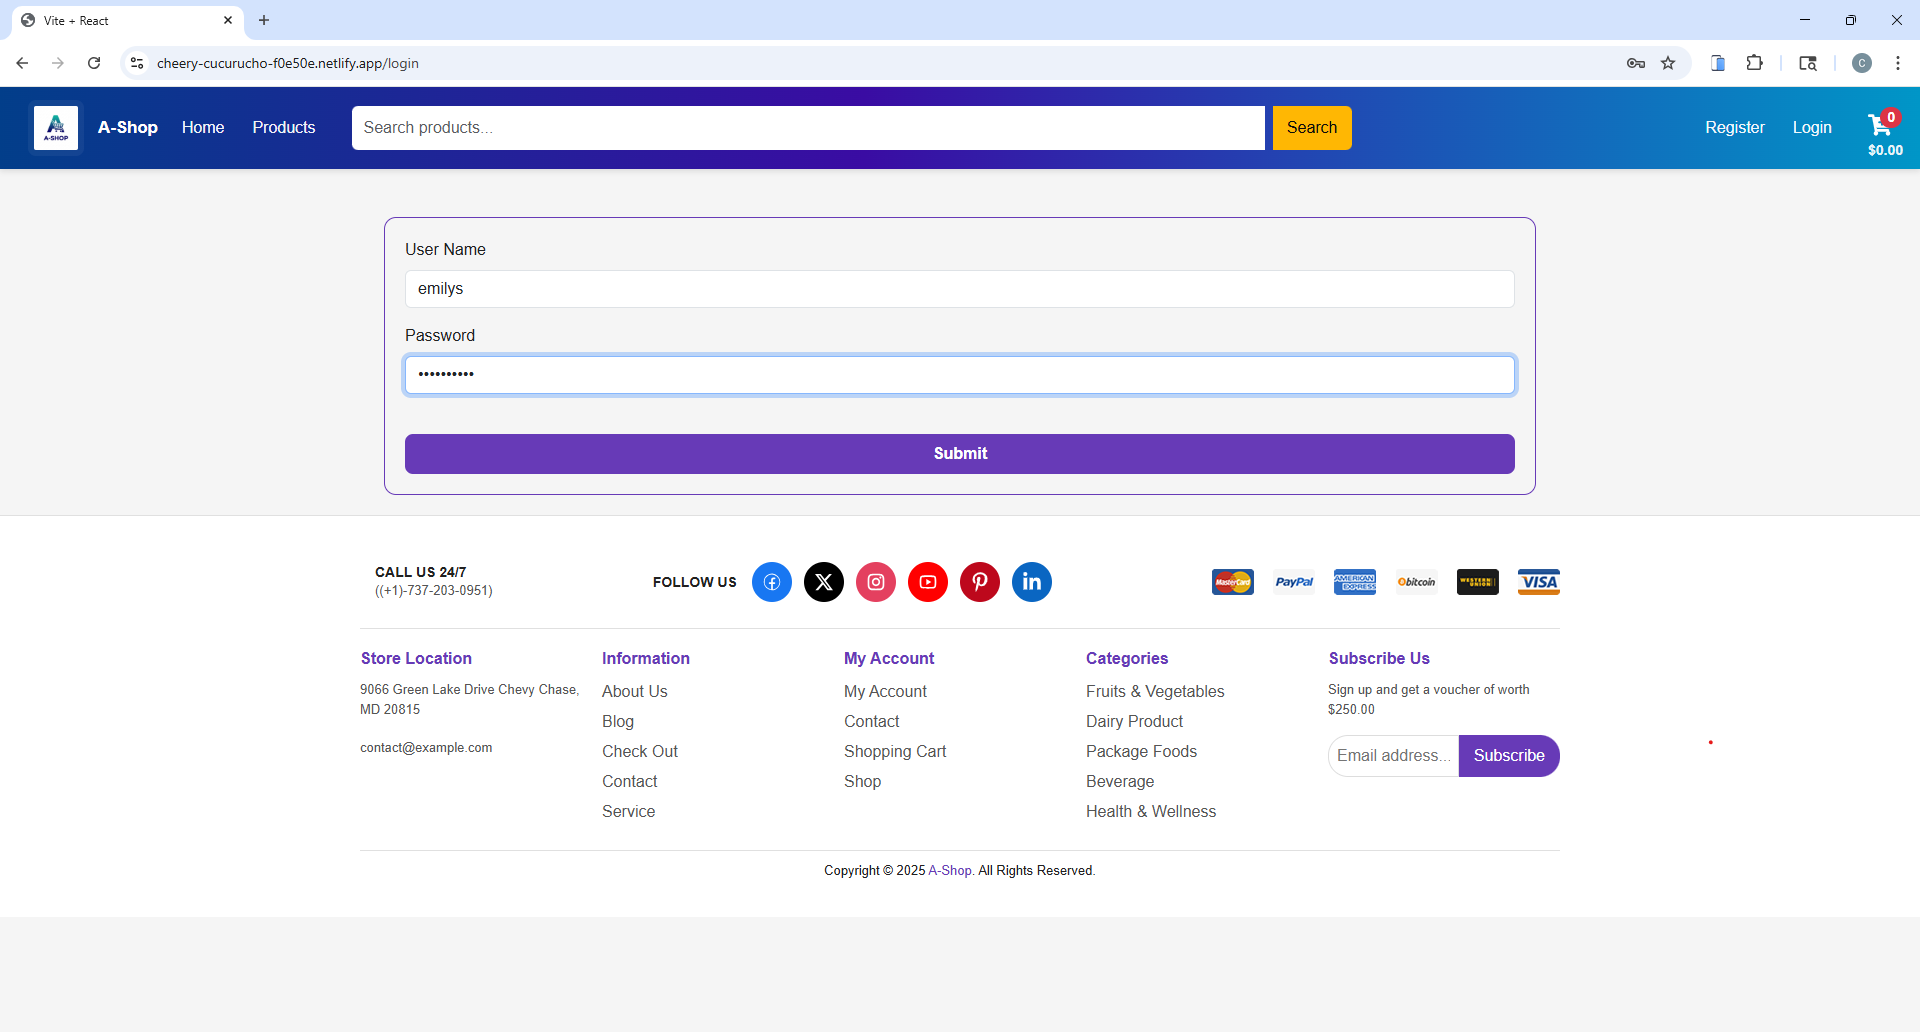 Vite + React
cheery-cucurucho-f0e50e.netlify.app/login
C
A-SHOP
A-Shop
Home
Products
Search products...
Search
Register
Login
0
$0.00
User Name
emilys
Password
••••••••••
Submit
CALL US 24/7
((+1)-737-203-0951)
FOLLOW US
MasterCard
PayPal
AMERICAN EXPRESS
bitcoin
WESTERN UNION
VISA
Store Location
9066 Green Lake Drive Chevy Chase,
MD 20815
contact@example.com
Information
About Us
Blog
Check Out
Contact
Service
My Account
My Account
Contact
Shopping Cart
Shop
Categories
Fruits & Vegetables
Dairy Product
Package Foods
Beverage
Health & Wellness
Subscribe Us
Sign up and get a voucher of worth
$250.00
Email address...
Subscribe
Copyright © 2025 A-Shop. All Rights Reserved.